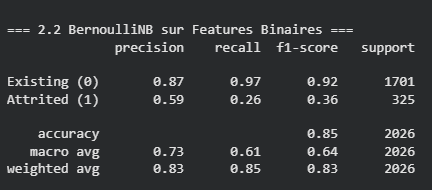 === 2.2 BernoulliNB sur Features Binaires ===
precision recall f1-score support
Existing (0) 0.87 0.97 0.92 1701
Attrited (1) 0.59 0.26 0.36 325
accuracy 0.85 2026
macro avg 0.73 0.61 0.64 2026
weighted avg 0.83 0.85 0.83 2026